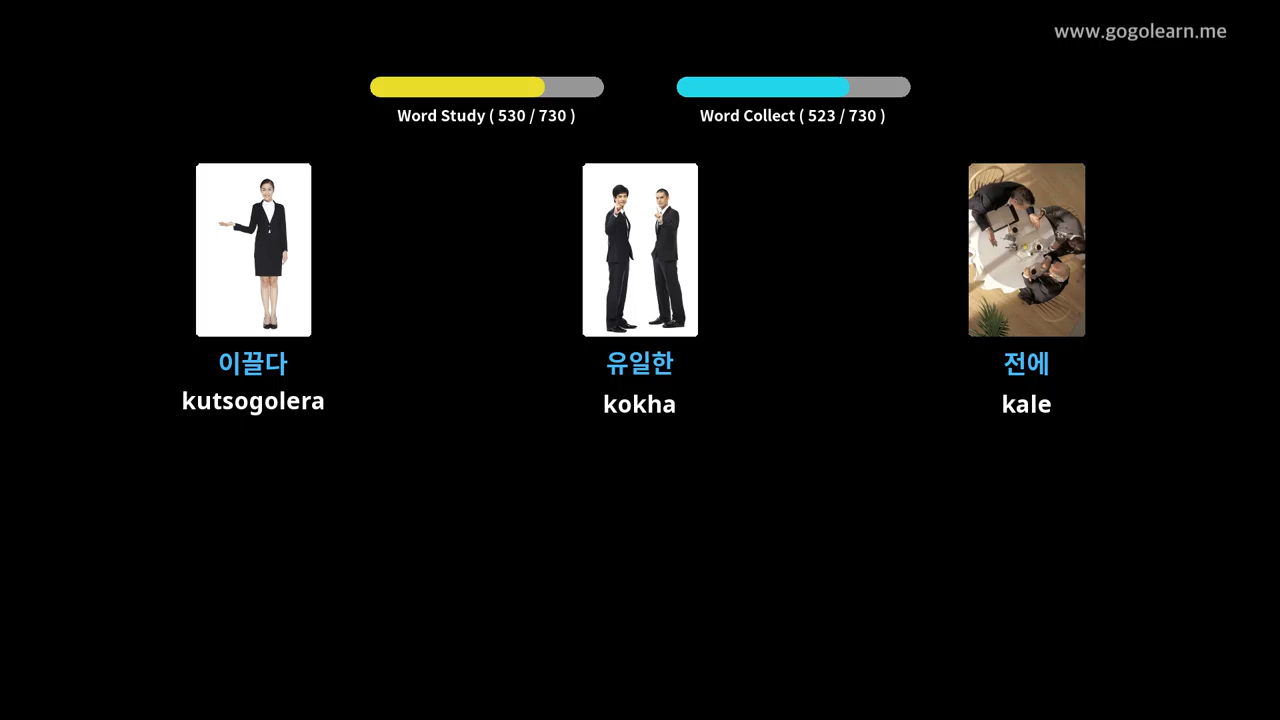 www.gogolearn.me
Word Study ( 530 / 730 )
Word Collect ( 523 / 730 )
이끌다
유일한
전에
kutsogolera
kokha
kale